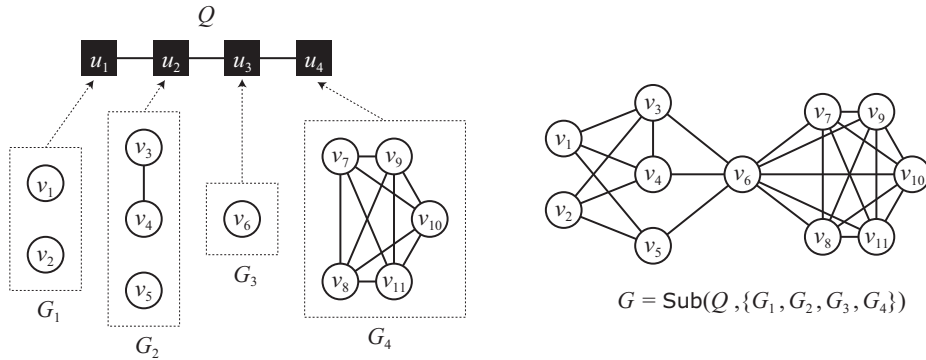 Q
u1 u2 u3 u4
v3 v7 v9 v3 v7 v9
v1 v1
v4 v6 v10 v4 v6 v10
v2 v2
v5 G3 v8 v11 v5 v8 v11
G1 G2 G4
G = Sub(Q ,{G1, G2, G3, G4})